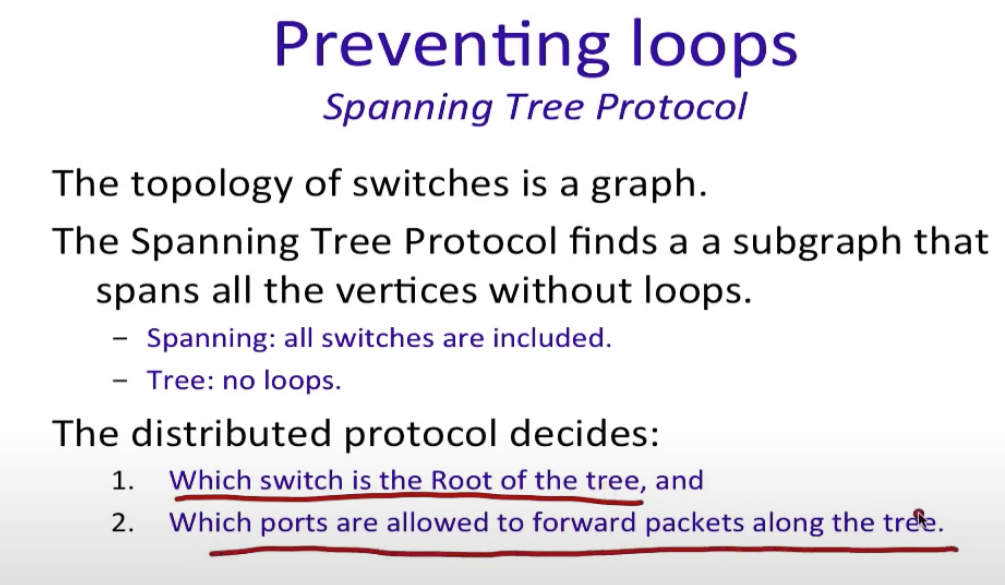 Preventing loops
Spanning Tree Protocol
The topology of switches is a graph.
The Spanning Tree Protocol finds a a subgraph that
spans all the vertices without loops.
– Spanning: all switches are included.
– Tree: no loops.
The distributed protocol decides:
1. Which switch is the Root of the tree, and
2. Which ports are allowed to forward packets along the tree.